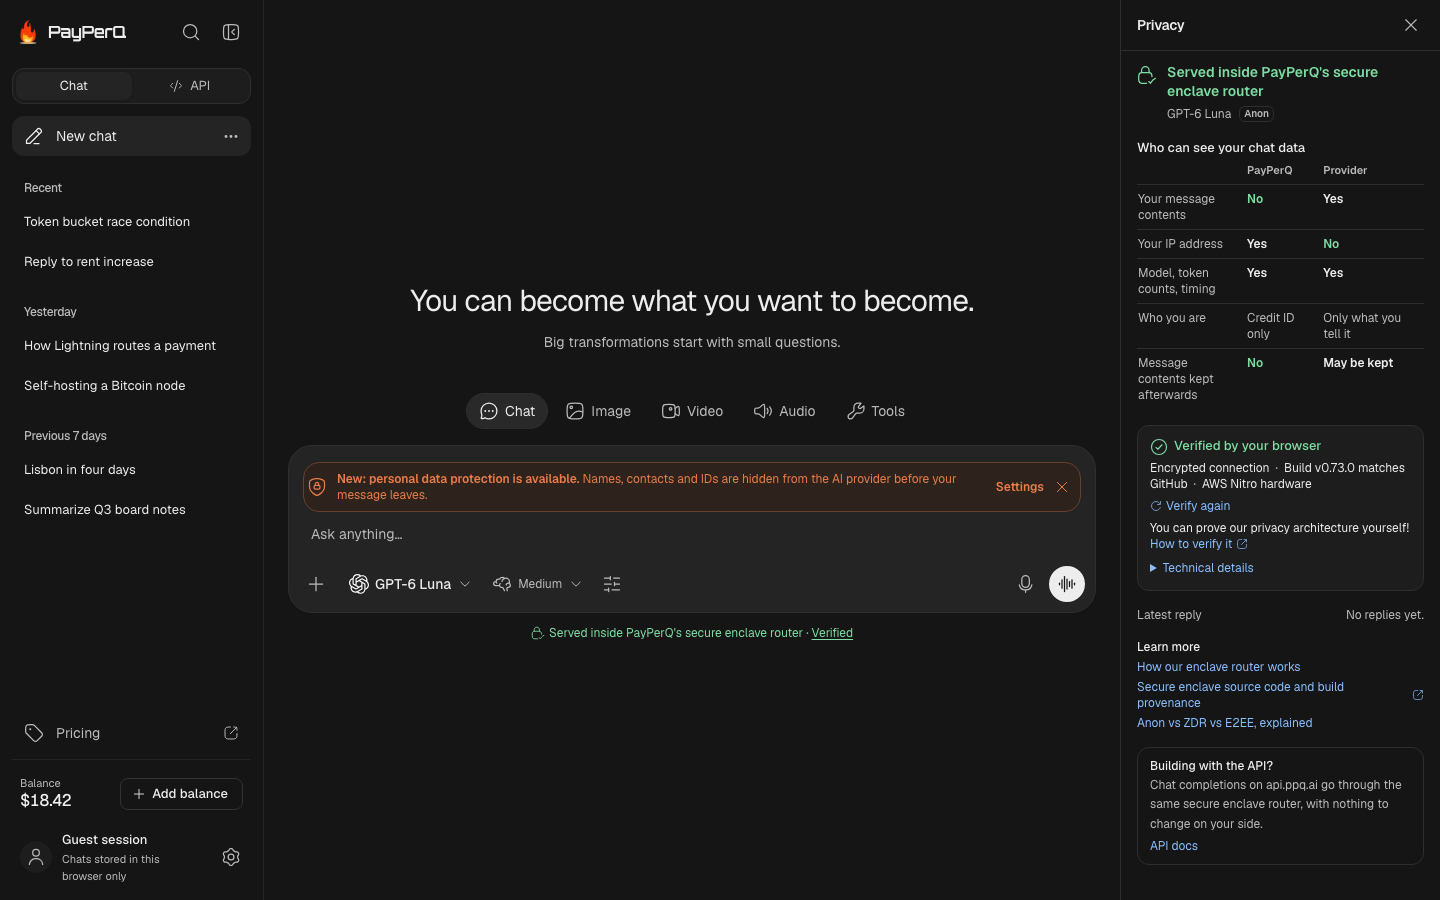 PayPerQ
Chat
API
New chat
Recent
Token bucket race condition
Reply to rent increase
Yesterday
How Lightning routes a payment
Self-hosting a Bitcoin node
Previous 7 days
Lisbon in four days
Summarize Q3 board notes
Pricing
Balance
$18.42
Add balance
Guest session
Chats stored in this
browser only
You can become what you want to become.
Big transformations start with small questions.
Chat
Image
Video
Audio
Tools
New: personal data protection is available. Names, contacts and IDs are hidden from the AI provider before your
message leaves.
Settings
Ask anything...
GPT-6 Luna
Medium
Served inside PayPerQ's secure enclave router · Verified
Privacy
Served inside PayPerQ's secure
enclave router
GPT-6 Luna Anon
Who can see your chat data
PayPerQ Provider
Your message No Yes
contents
Your IP address Yes No
Model, token Yes Yes
counts, timing
Who you are Credit ID Only what you
only tell it
Message No May be kept
contents kept
afterwards
Verified by your browser
Encrypted connection · Build v0.73.0 matches
GitHub · AWS Nitro hardware
Verify again
You can prove our privacy architecture yourself!
How to verify it
Technical details
Latest reply No replies yet.
Learn more
How our enclave router works
Secure enclave source code and build
provenance
Anon vs ZDR vs E2EE, explained
Building with the API?
Chat completions on api.ppq.ai go through the
same secure enclave router, with nothing to
change on your side.
API docs